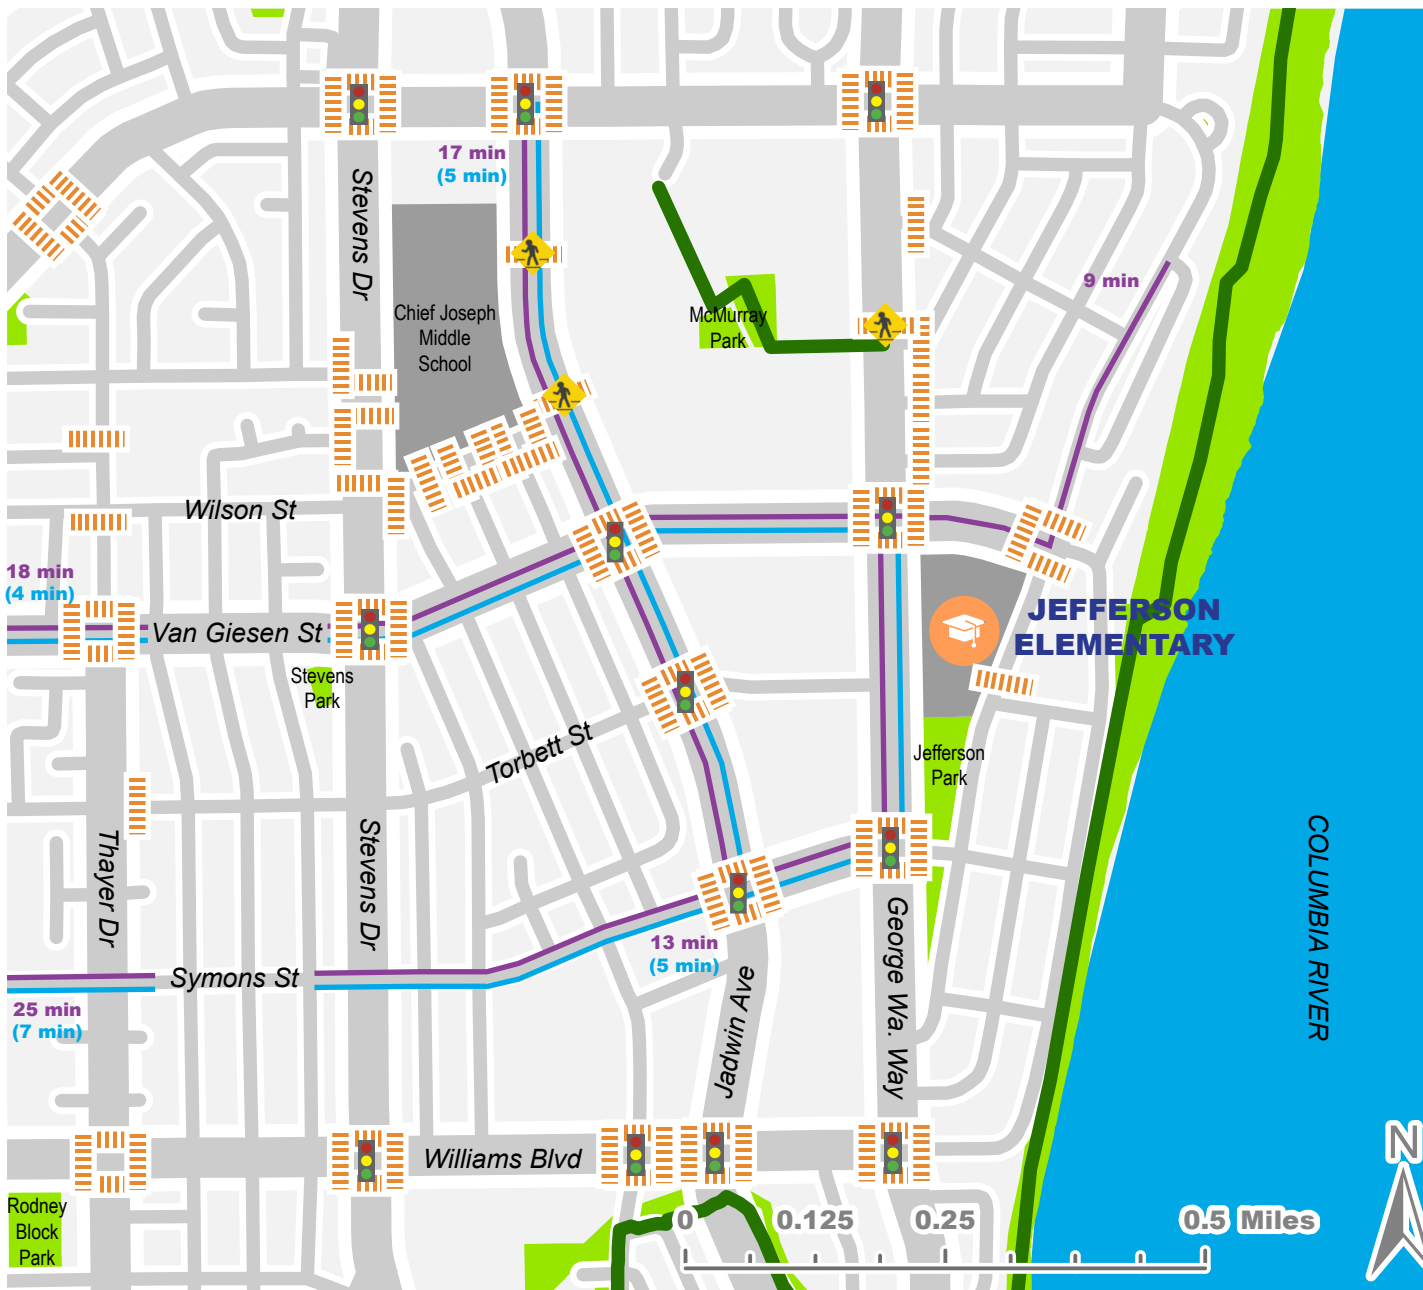 17 min
(5 min)
Stevens Dr
9 min
Chief Joseph
Middle
School
McMurray
Park
Wilson St
18 min
(4 min)
Van Giesen St
JEFFERSON
ELEMENTARY
Stevens
Park
Torbett St
Jefferson
Park
Thayer Dr
Stevens Dr
COLUMBIA RIVER
13 min
(5 min)
George Wa. Way
Symons St
Jadwin Ave
25 min
(7 min)
Williams Blvd
N
Rodney
Block
Park
0 0.125 0.25 0.5 Miles